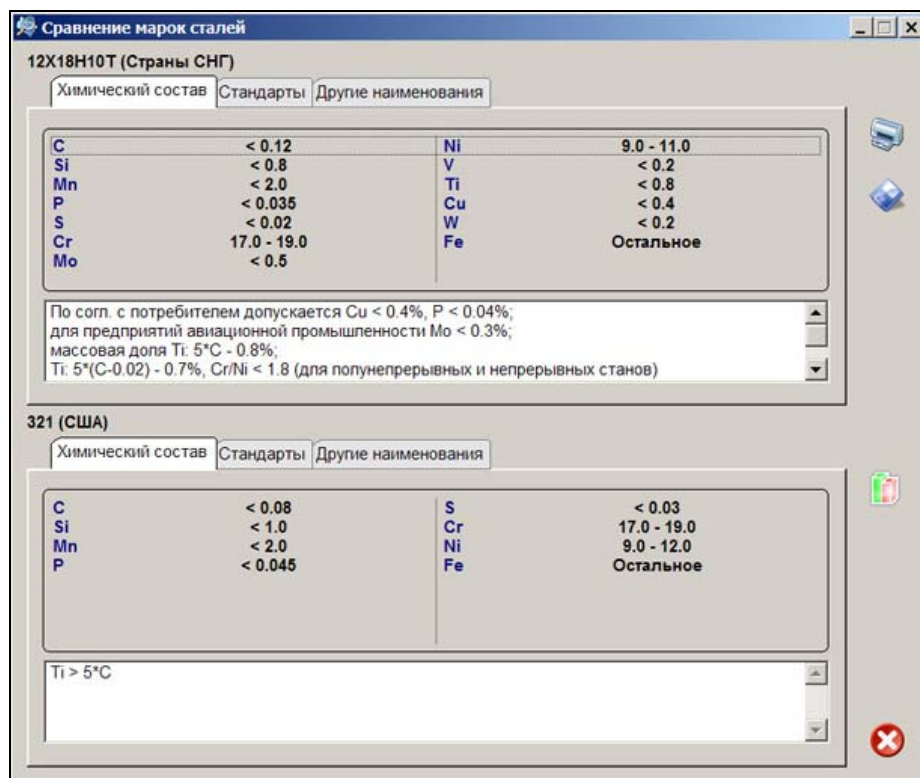 Сравнение марок сталей
12Х18Н10Т (Страны СНГ)
Химический состав Стандарты Другие наименования
C < 0.12 Ni 9.0 - 11.0
Si < 0.8 V < 0.2
Mn < 2.0 Ti < 0.8
P < 0.035 Cu < 0.4
S < 0.02 W < 0.2
Cr 17.0 - 19.0 Fe Остальное
Mo < 0.5
По согл. с потребителем допускается Cu < 0.4%, P < 0.04%;
для предприятий авиационной промышленности Mo < 0.3%;
массовая доля Ti: 5*C - 0.8%;
Ti: 5*(C-0.02) - 0.7%, Cr/Ni < 1.8 (для полунепрерывных и непрерывных станов)
321 (США)
Химический состав Стандарты Другие наименования
C < 0.08 S < 0.03
Si < 1.0 Cr 17.0 - 19.0
Mn < 2.0 Ni 9.0 - 12.0
P < 0.045 Fe Остальное
Ti > 5*C